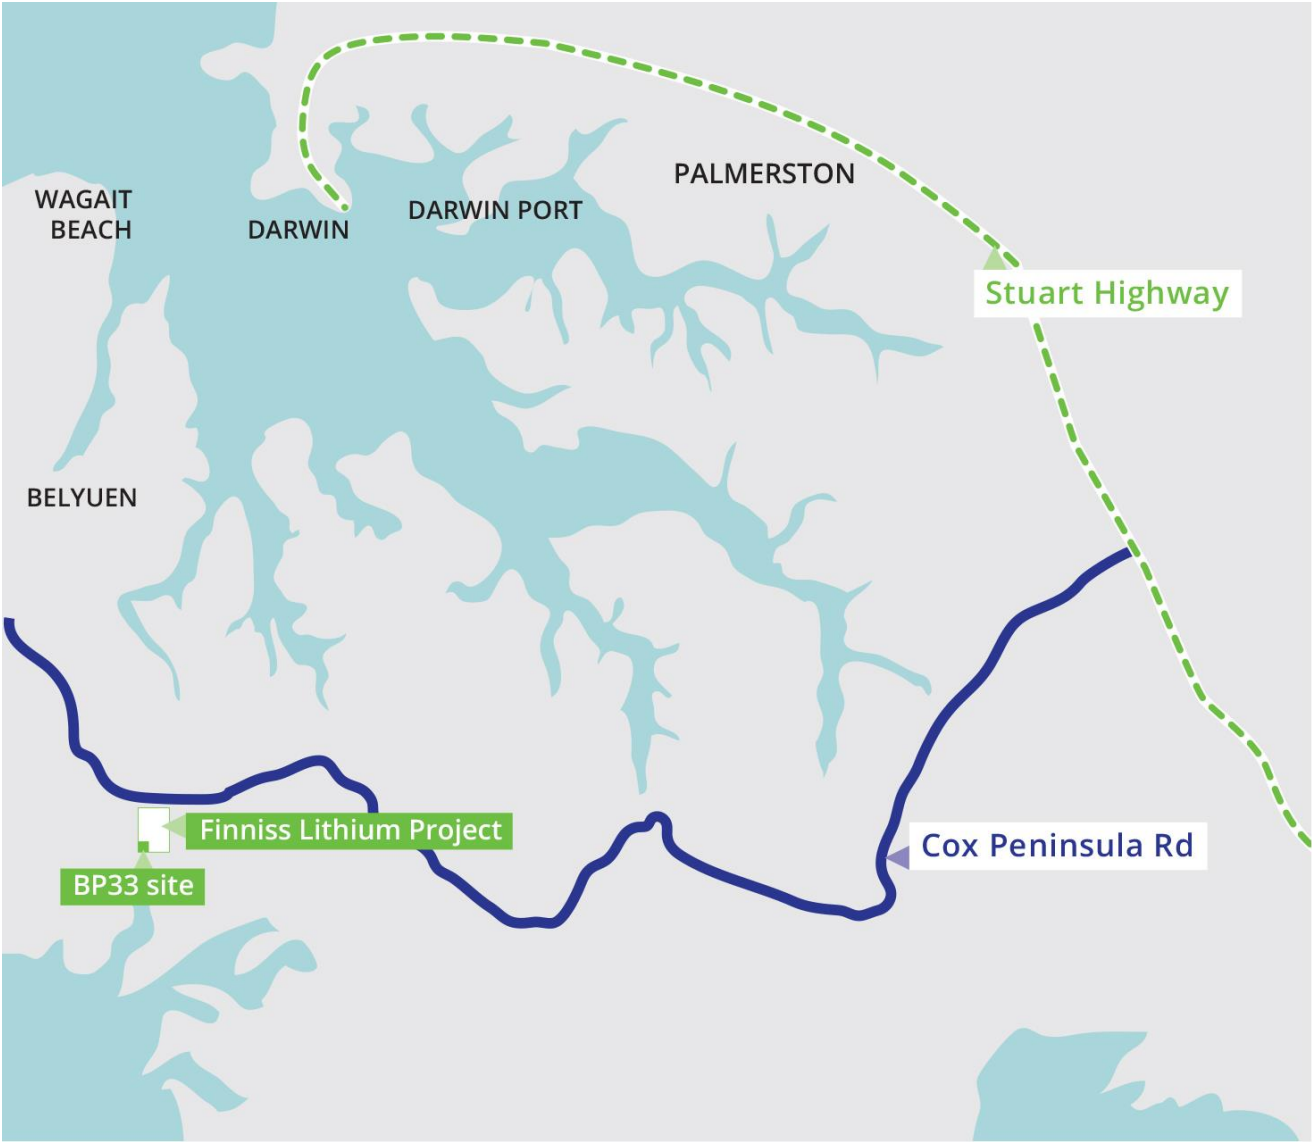 PALMERSTON
WAGAIT
BEACH
DARWIN
DARWIN PORT
Stuart Highway
BELYUEN
Finniss Lithium Project
Cox Peninsula Rd
BP33 site